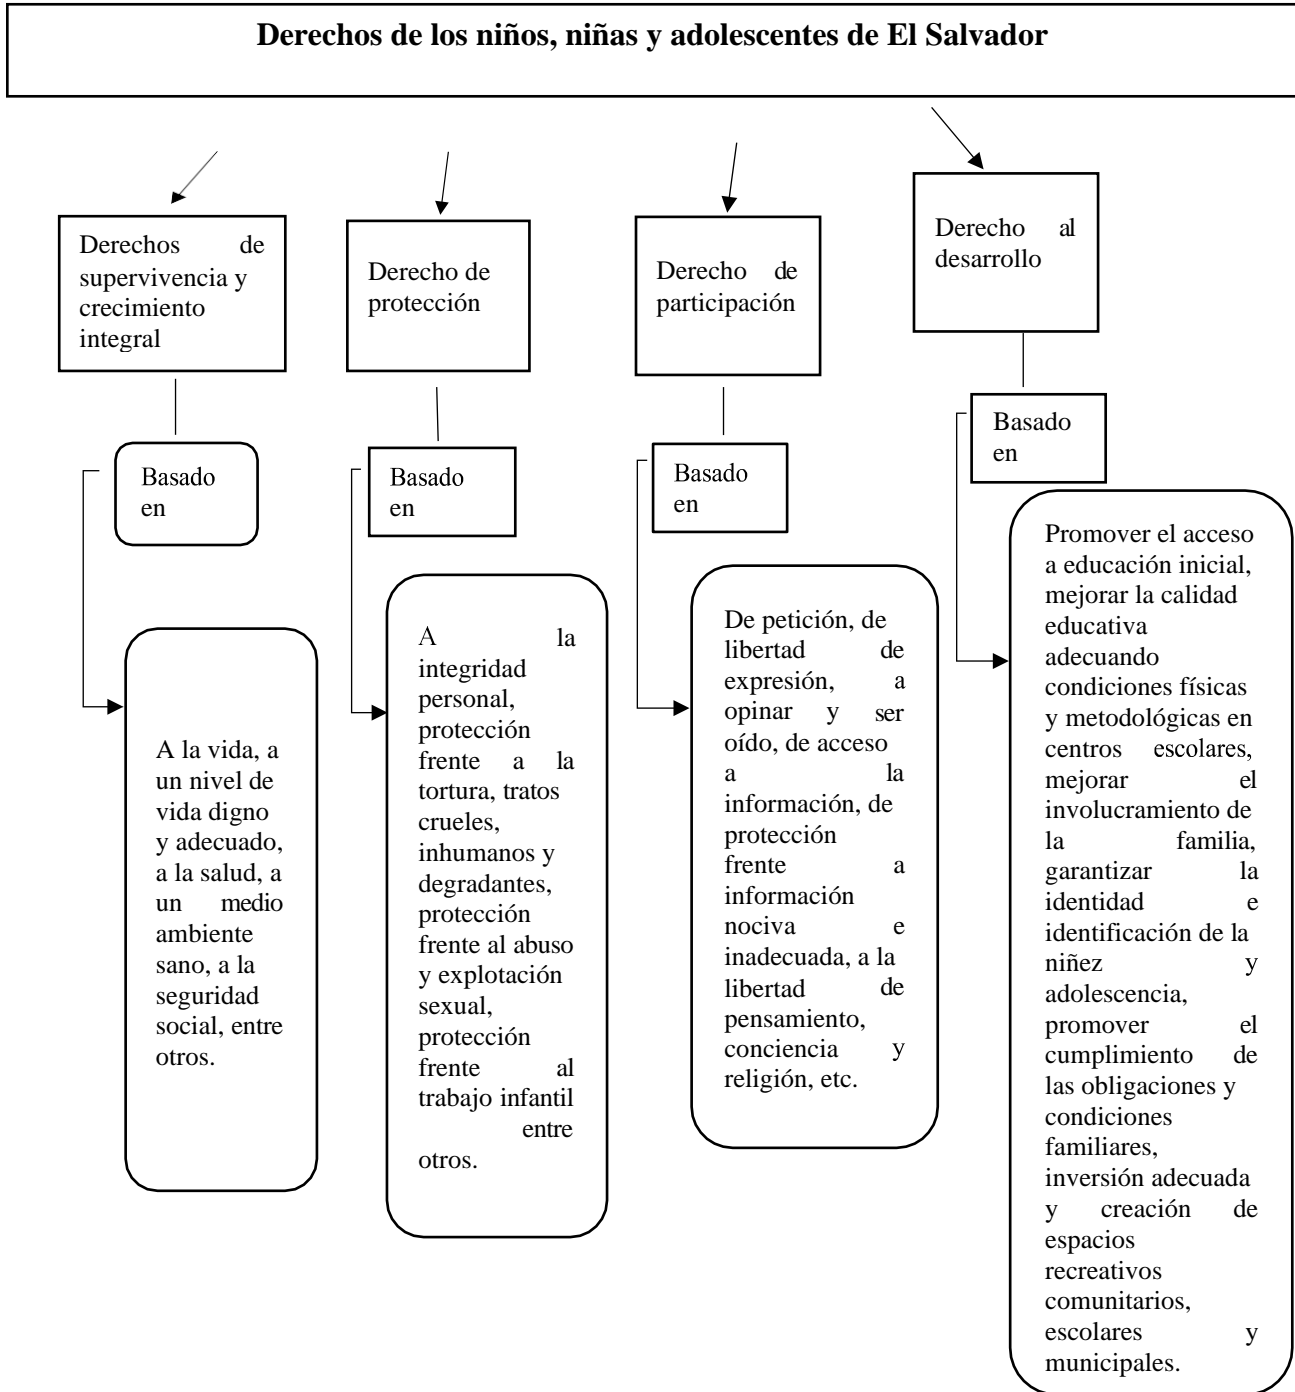 Derechos de los niños, niñas y adolescentes de El Salvador
Derechos de
supervivencia y
crecimiento
integral
Basado
en
A la vida, a
un nivel de
vida digno
y adecuado,
a la salud, a
un medio
ambiente
sano, a la
seguridad
social, entre
otros.
Derecho de
protección
Basado
en
A la
integridad
personal,
protección
frente a la
tortura, tratos
crueles,
inhumanos y
degradantes,
protección
frente al abuso
y explotación
sexual,
protección
frente al
trabajo infantil
entre
otros.
Derecho de
participación
Basado
en
De petición, de
libertad de
expresión, a
opinar y ser
oído, de acceso
a la
información, de
protección
frente a
información
nociva e
inadecuada, a la
libertad de
pensamiento,
conciencia y
religión, etc.
Derecho al
desarrollo
Basado
en
Promover el acceso
a educación inicial,
mejorar la calidad
educativa
adecuando
condiciones físicas
y metodológicas en
centros escolares,
mejorar el
involucramiento de
la familia,
garantizar la
identidad e
identificación de la
niñez y
adolescencia,
promover el
cumplimiento de
las obligaciones y
condiciones
familiares,
inversión adecuada
y creación de
espacios
recreativos
comunitarios,
escolares y
municipales.